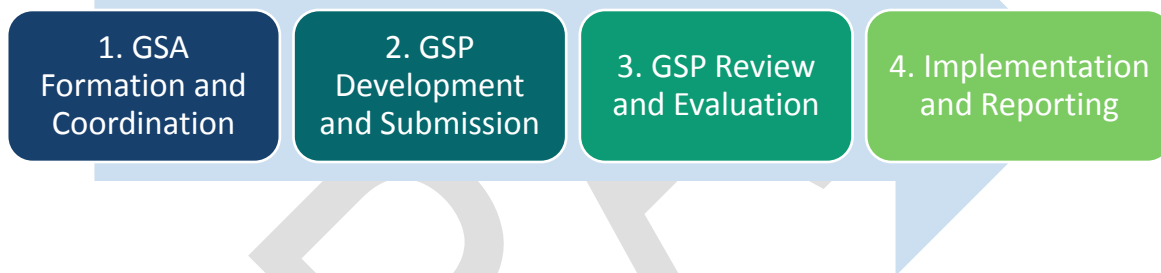 1. GSA
Formation and
Coordination
2. GSP
Development
and Submission
3. GSP Review
and Evaluation
4. Implementation
and Reporting